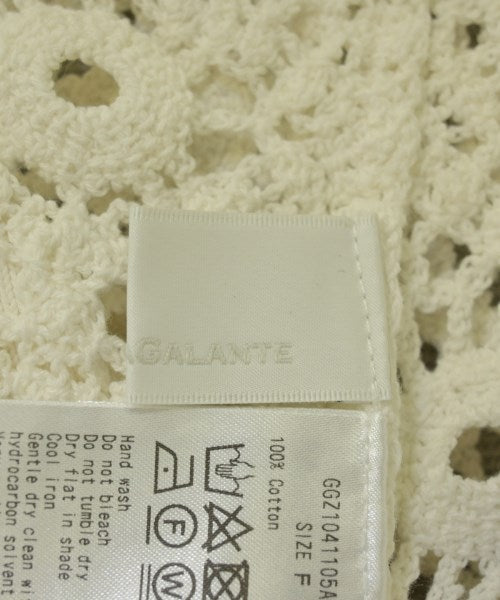 GALANTE
GGZ1041105A
SIZE F
100% Cotton
Hand wash
Do not bleach
Do not tumble dry
Dry flat in shade
Cool iron
Gentle dry clean wi
hydrocarbon solvent